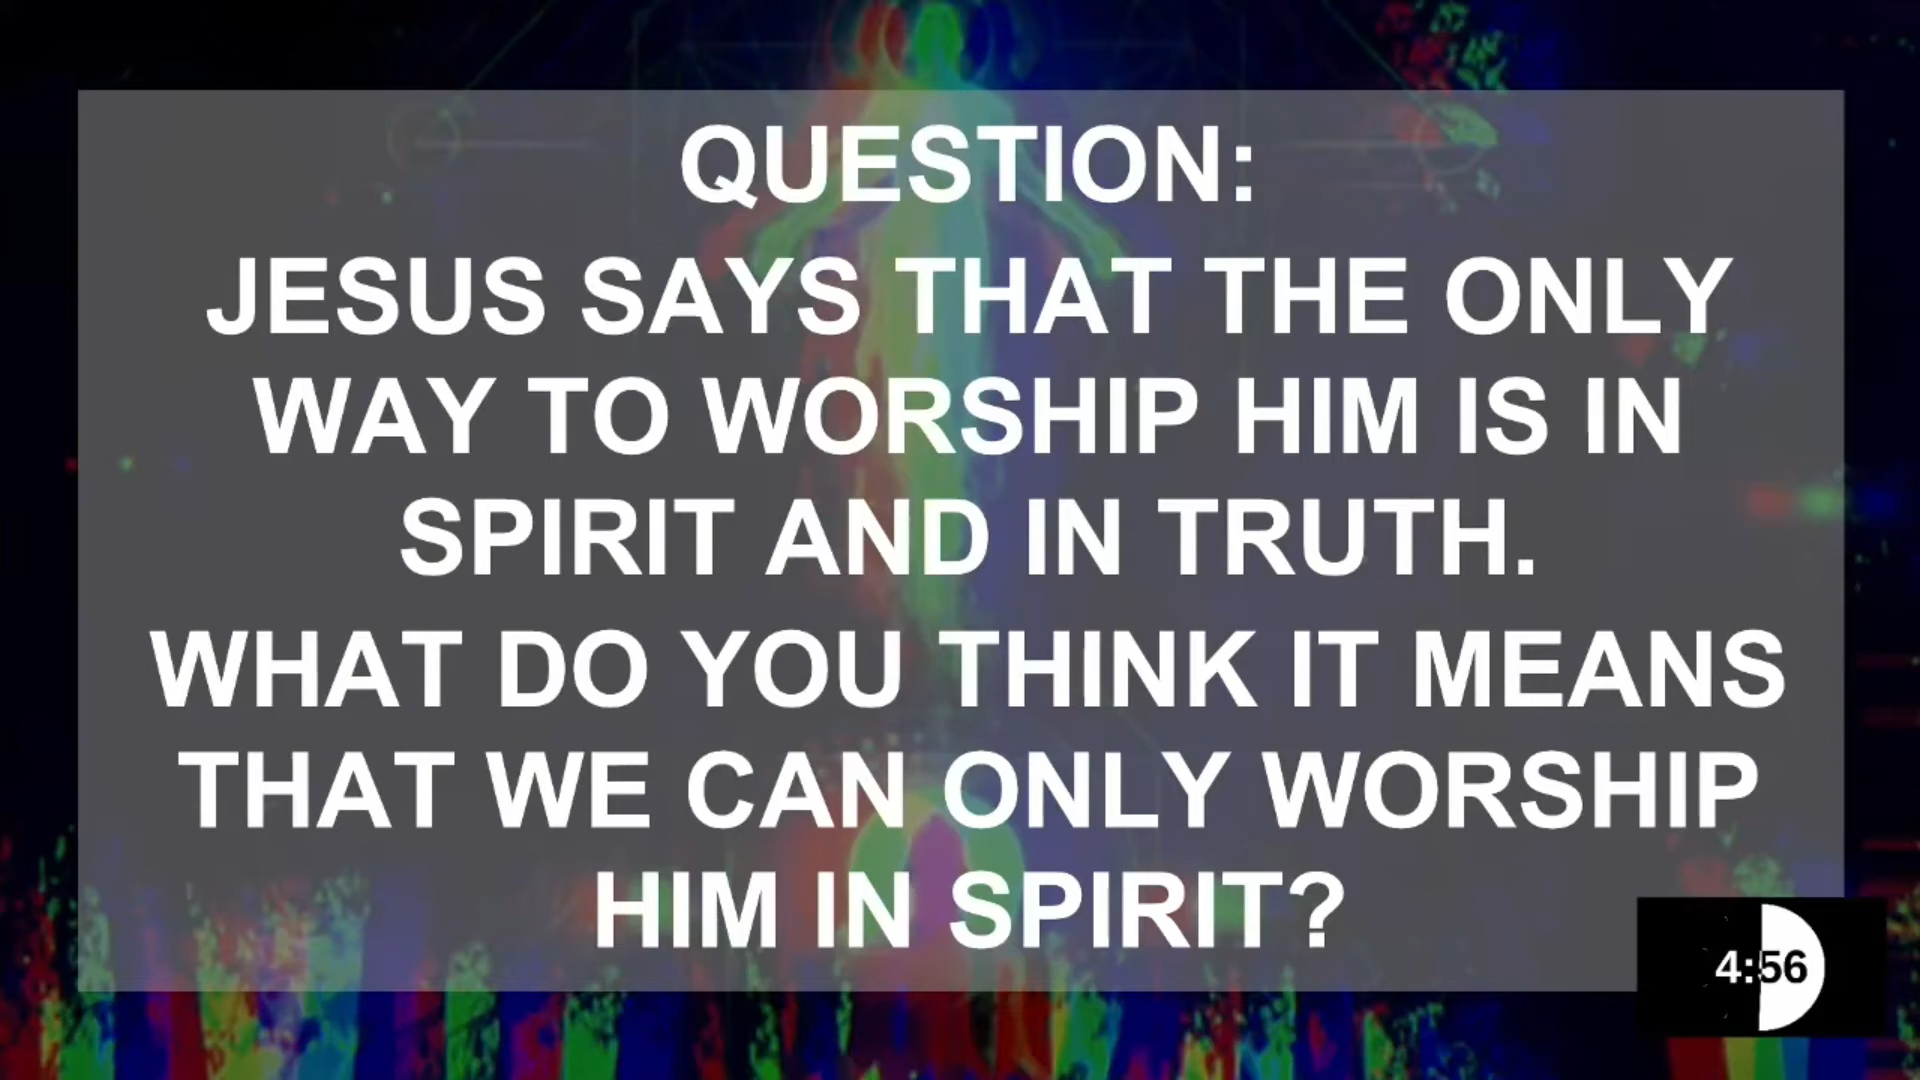 QUESTION:
JESUS SAYS THAT THE ONLY
WAY TO WORSHIP HIM IS IN
SPIRIT AND IN TRUTH.
WHAT DO YOU THINK IT MEANS
THAT WE CAN ONLY WORSHIP
HIM IN SPIRIT?
4:56